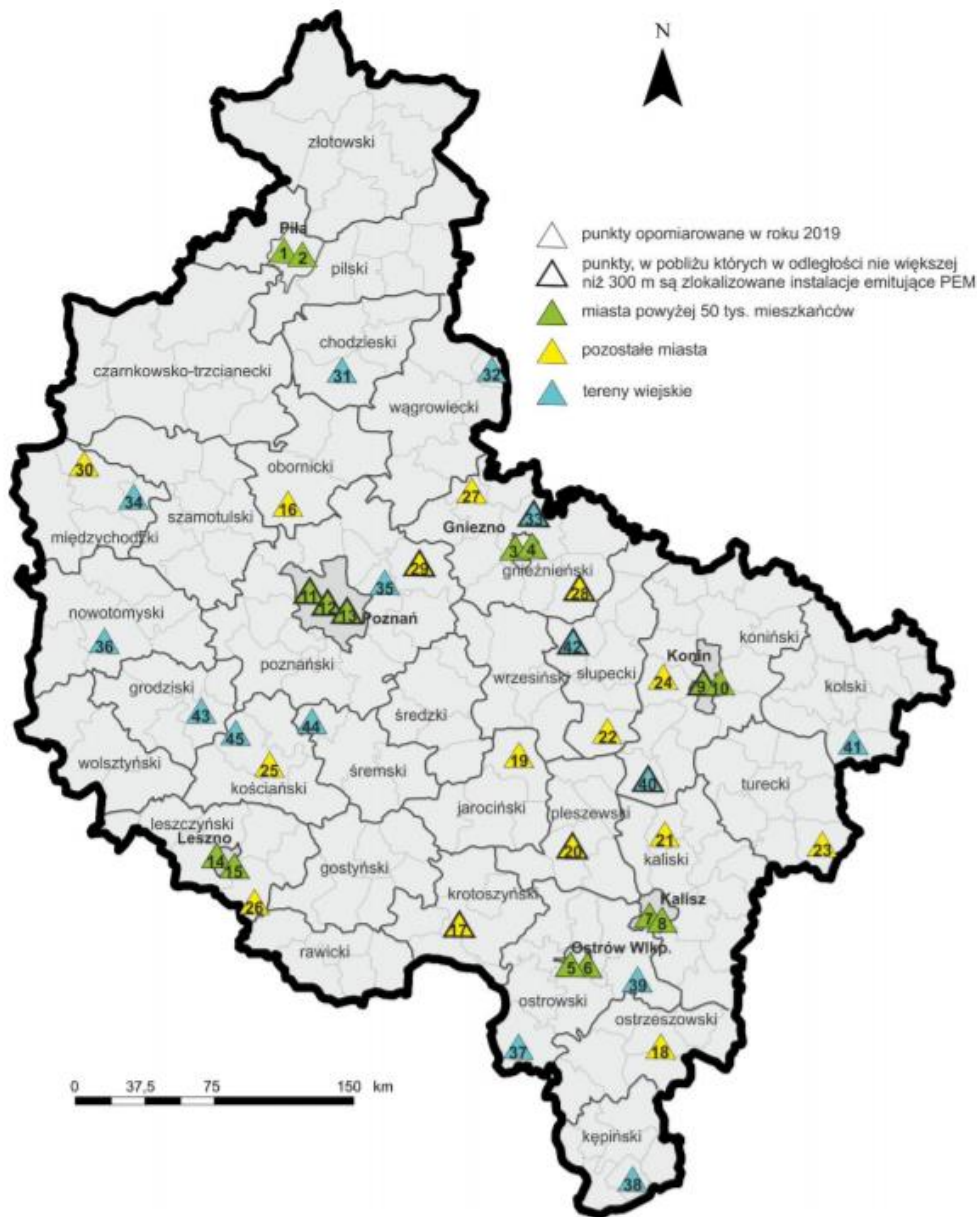 N
złotowski
Piła
1
2
pilski
punkty opomiarowane w roku 2019
punkty, w pobliżu których w odległości nie większej
niż 300 m są zlokalizowane instalacje emitujące PEM
miasta powyżej 50 tys. mieszkańców
pozostałe miasta
tereny wiejskie
chodzieski
31
32
czarnkowsko-trzcianecki
wągrowiecki
30
34
obornicki
16
27
33
szamotulski
międzychodzki
Gniezno
3
4
gnieźnieński
29
28
35
11
12
13
Poznań
nowotomyski
36
poznański
42
wrzesiński
słupecki
Konin
koniński
24
9
10
kolski
grodziski
43
44
45
średzki
22
41
wolsztyński
25
kościański
śremski
19
jarociński
40
turecki
pleszewski
leszczyński
Leszno
14
15
gostyński
20
21
kaliski
23
26
krotoszyński
17
Kalisz
7
8
rawicki
Ostrów Wlkp.
5
6
39
ostrowski
ostrzeszowski
37
18
0 37,5 75 150 km
kępiński
38